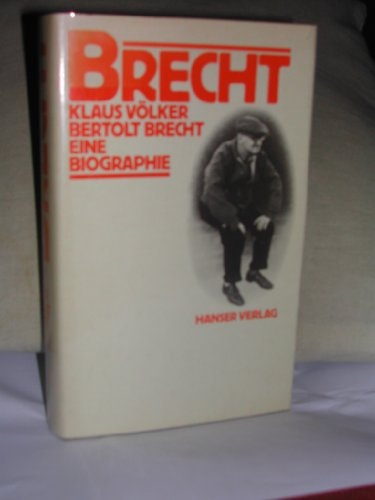 BRECHT
KLAUS VÖLKER
BERTOLT BRECHT
EINE
BIOGRAPHIE
HANSER VERLAG